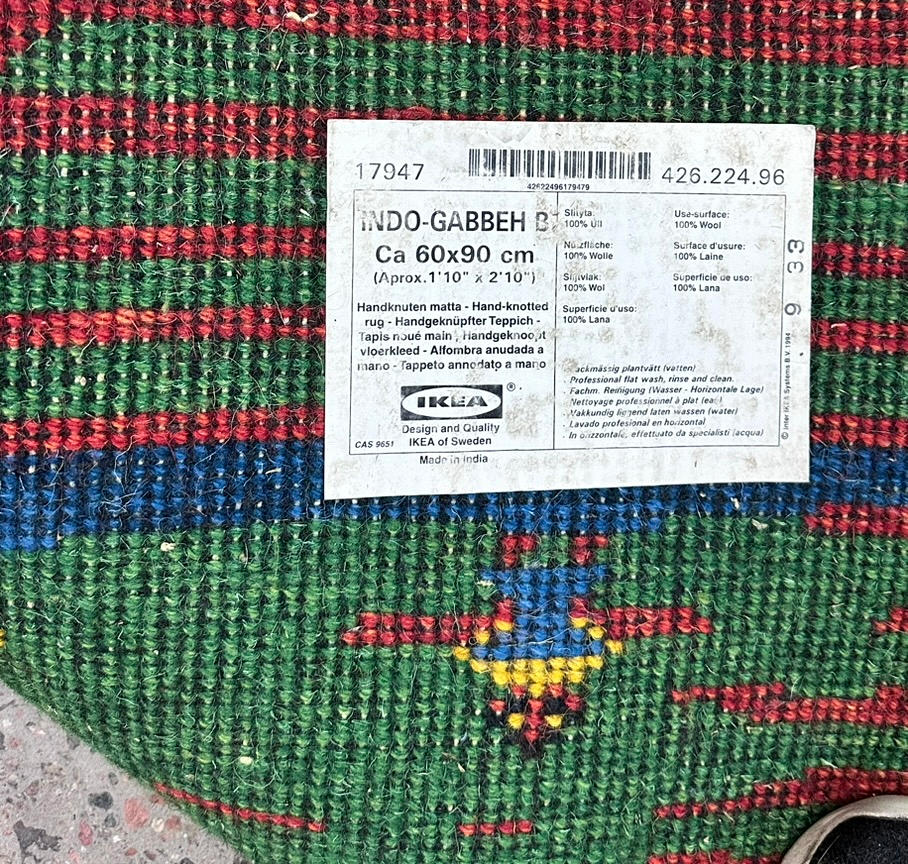 17947
426.224.96
42622496179479
INDO-GABBEH B
Ca 60x90 cm
(Aprox.1'10" x 2'10")
Handknuten matta - Hand-knotted
rug - Handgeknüpfter Teppich -
Tapis noué main - Handgeknoopt
vloerkleed - Alfombra anudada a
mano - Tappeto annodato a mano
IKEA®
Design and Quality
IKEA of Sweden
CAS 9651
Made in India
Slityta:
100% Ull
Nutzfläche:
100% Wolle
Slijtvlak:
100% Wol
Superficie d'uso:
100% Lana
Use-surface:
100% Wool
Surface d'usure:
100% Laine
Superficie de uso:
100% Lana
Fackmässig plantvätt (vatten)
Professional flat wash, rinse and clean.
Fachm. Reinigung (Wasser - Horizontale Lage)
Nettoyage professionnel à plat (eau)
Vakkundig liggend laten wassen (water)
Lavado profesional en horizontal
In orizzontale, effettuato da specialisti (acqua)
© Inter IKEA Systems B.V. 1994
9 33